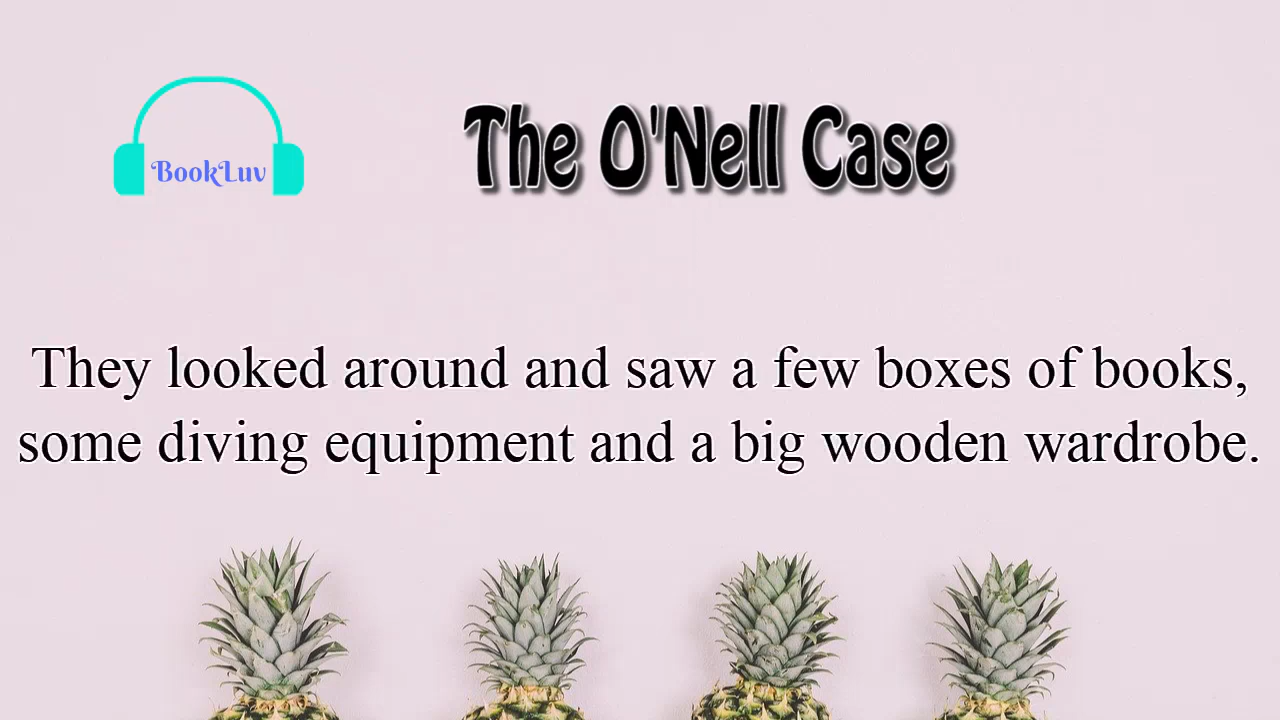 BookLuv
The O'Nell Case
They looked around and saw a few boxes of books,
some diving equipment and a big wooden wardrobe.